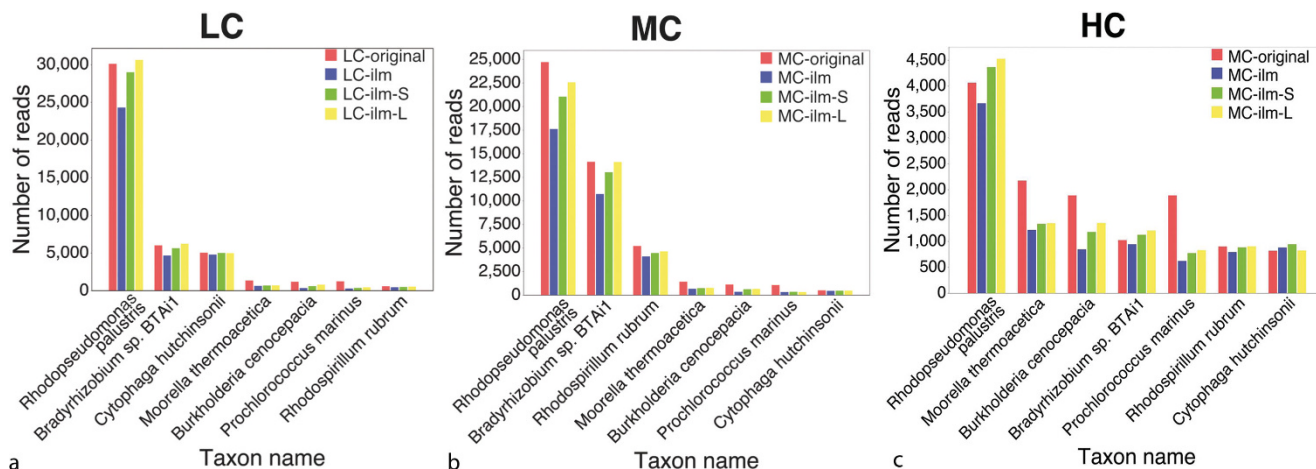 LC
LC-original
LC-ilm
LC-ilm-S
LC-ilm-L
Number of reads
30,000
25,000
20,000
15,000
10,000
5,000
0
Rhodopseudomonas
palustris
Bradyrhizobium sp. BTAi1
Cytophaga hutchinsonii
Moorella thermoacetica
Burkholderia cenocepacia
Prochlorococcus marinus
Rhodospirillum rubrum
a
Taxon name
MC
MC-original
MC-ilm
MC-ilm-S
MC-ilm-L
Number of reads
25,000
22,500
20,000
17,500
15,000
12,500
10,000
7,500
5,000
2,500
0
Rhodopseudomonas
palustris
Bradyrhizobium sp. BTAi1
Rhodospirillum rubrum
Moorella thermoacetica
Burkholderia cenocepacia
Prochlorococcus marinus
Cytophaga hutchinsonii
b
Taxon name
HC
MC-original
MC-ilm
MC-ilm-S
MC-ilm-L
Number of reads
4,500
4,000
3,500
3,000
2,500
2,000
1,500
1,000
500
0
Rhodopseudomonas
palustris
Moorella thermoacetica
Burkholderia cenocepacia
Bradyrhizobium sp. BTAi1
Prochlorococcus marinus
Rhodospirillum rubrum
Cytophaga hutchinsonii
c
Taxon name